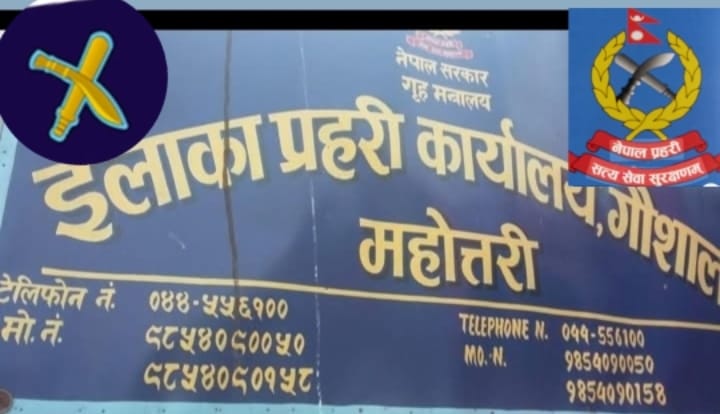 नेपाल सरकार
गृह मन्त्रालय
इलाका प्रहरी कार्यालय, गौशाला
महोत्तरी
टेलिफोन नं. ०४४-५५६१००
मो. नं. ९८५४०९००५०
९८५४०९०१५८
TELEPHONE N. 044-556100
MO. N. 9854090050
9854090158
नेपाल प्रहरी
सत्य सेवा सुरक्षणम्